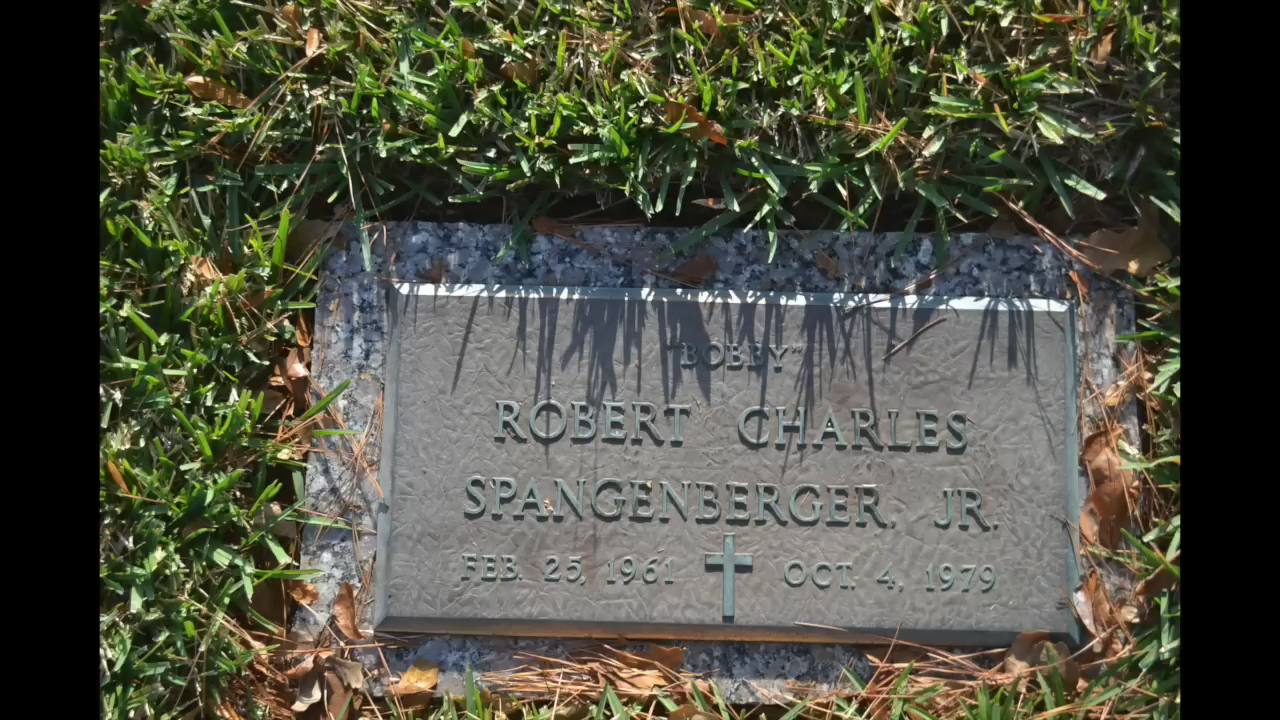 "BOBBY"
ROBERT CHARLES
SPANGENBERGER, JR.
FEB. 25, 1961 OCT. 4, 1979